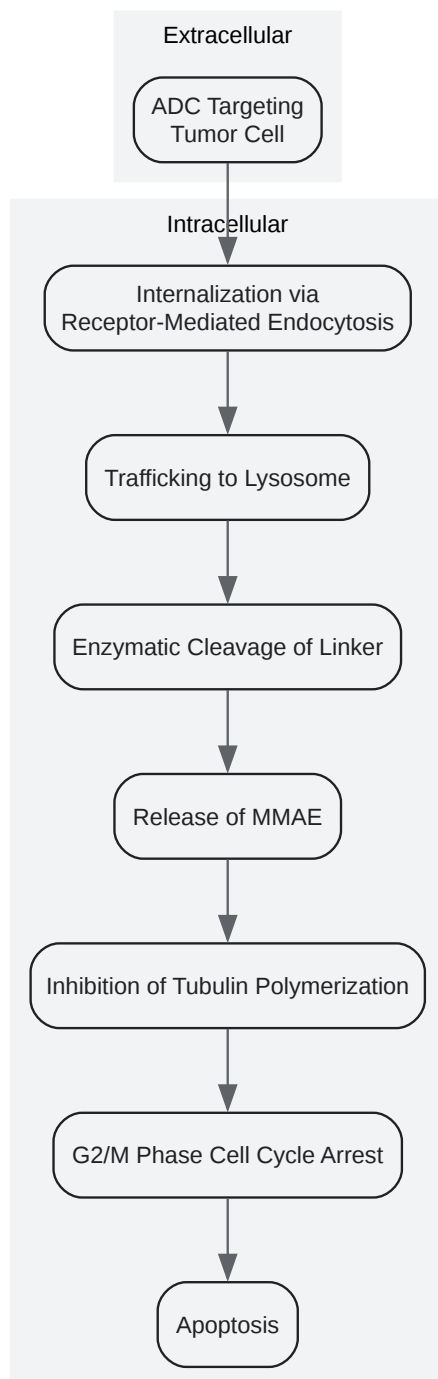 Extracellular
ADC Targeting
Tumor Cell
Intracellular
Internalization via
Receptor-Mediated Endocytosis
Trafficking to Lysosome
Enzymatic Cleavage of Linker
Release of MMAE
Inhibition of Tubulin Polymerization
G2/M Phase Cell Cycle Arrest
Apoptosis